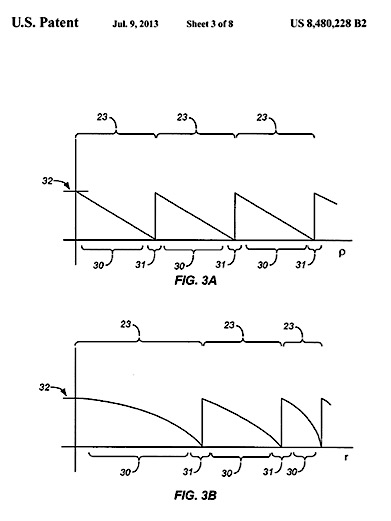 U.S. Patent Jul. 9, 2013 Sheet 3 of 8 US 8,480,228 B2
23 23 23
32
30 31 30 31 30 31 ρ
FIG. 3A
23 23 23
32
30 31 30 31 30 r
FIG. 3B